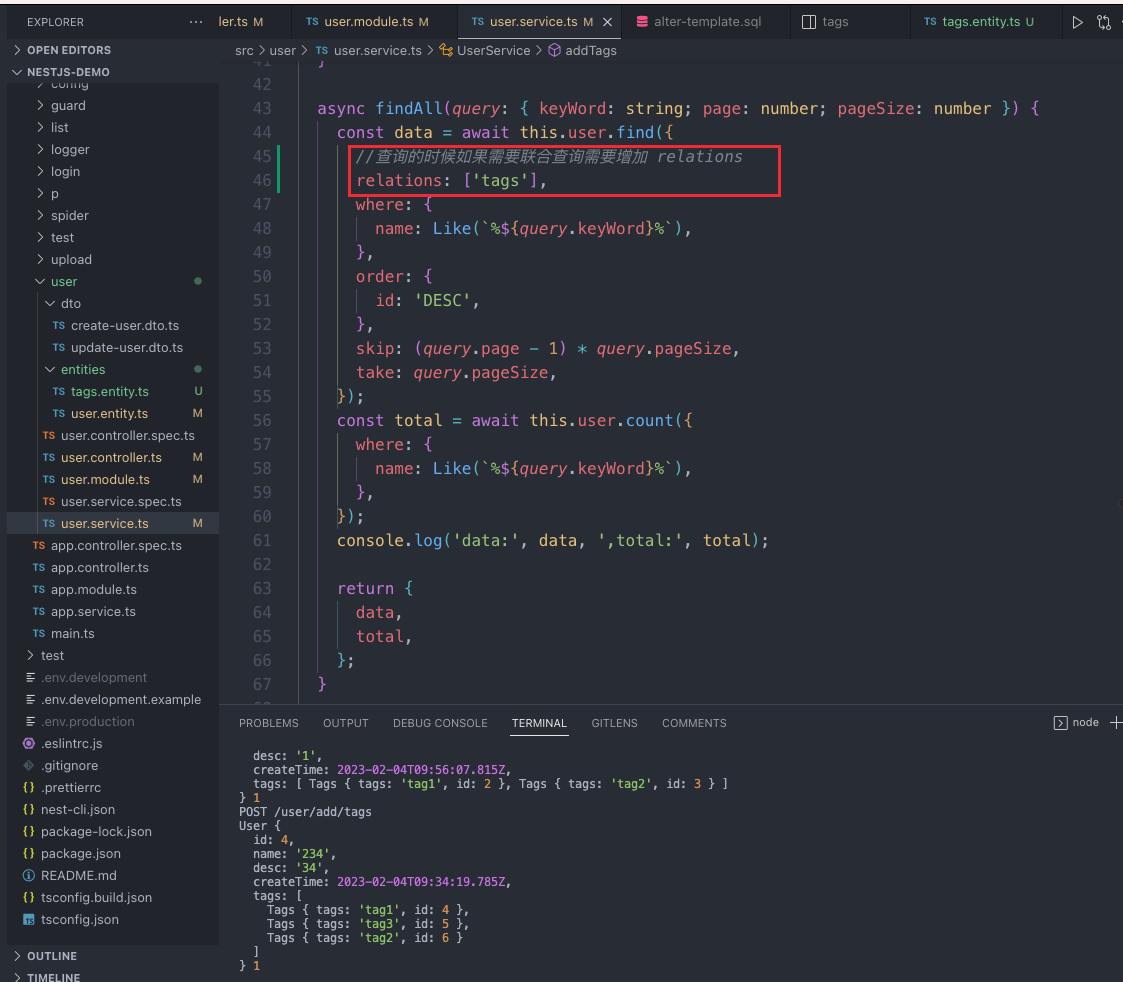 EXPLORER
ler.ts M
TS user.module.ts M
TS user.service.ts M
alter-template.sql
tags
TS tags.entity.ts U
OPEN EDITORS
src > user > TS user.service.ts > UserService > addTags
NESTJS-DEMO
config
guard
list
logger
login
p
spider
test
upload
user
dto
TS create-user.dto.ts
TS update-user.dto.ts
entities
TS tags.entity.ts U
TS user.entity.ts M
TS user.controller.spec.ts
TS user.controller.ts M
TS user.module.ts M
TS user.service.spec.ts
TS user.service.ts M
TS app.controller.spec.ts
TS app.controller.ts
TS app.module.ts
TS app.service.ts
TS main.ts
test
.env.development
.env.development.example
.env.production
.eslintrc.js
.gitignore
.prettierrc
nest-cli.json
package-lock.json
package.json
README.md
tsconfig.build.json
tsconfig.json
OUTLINE
TIMELINE
41 }
42
43 async findAll(query: { keyWord: string; page: number; pageSize: number }) {
44 const data = await this.user.find({
45 //查询的时候如果需要联合查询需要增加 relations
46 relations: ['tags'],
47 where: {
48 name: Like(`%${query.keyWord}%`),
49 },
50 order: {
51 id: 'DESC',
52 },
53 skip: (query.page - 1) * query.pageSize,
54 take: query.pageSize,
55 });
56 const total = await this.user.count({
57 where: {
58 name: Like(`%${query.keyWord}%`),
59 },
60 });
61 console.log('data:', data, ',total:', total);
62
63 return {
64 data,
65 total,
66 };
67 }
PROBLEMS OUTPUT DEBUG CONSOLE TERMINAL GITLENS COMMENTS
node
desc: '1',
createTime: 2023-02-04T09:56:07.815Z,
tags: [ Tags { tags: 'tag1', id: 2 }, Tags { tags: 'tag2', id: 3 } ]
} 1
POST /user/add/tags
User {
id: 4,
name: '234',
desc: '34',
createTime: 2023-02-04T09:34:19.785Z,
tags: [
Tags { tags: 'tag1', id: 4 },
Tags { tags: 'tag3', id: 5 },
Tags { tags: 'tag2', id: 6 }
]
} 1